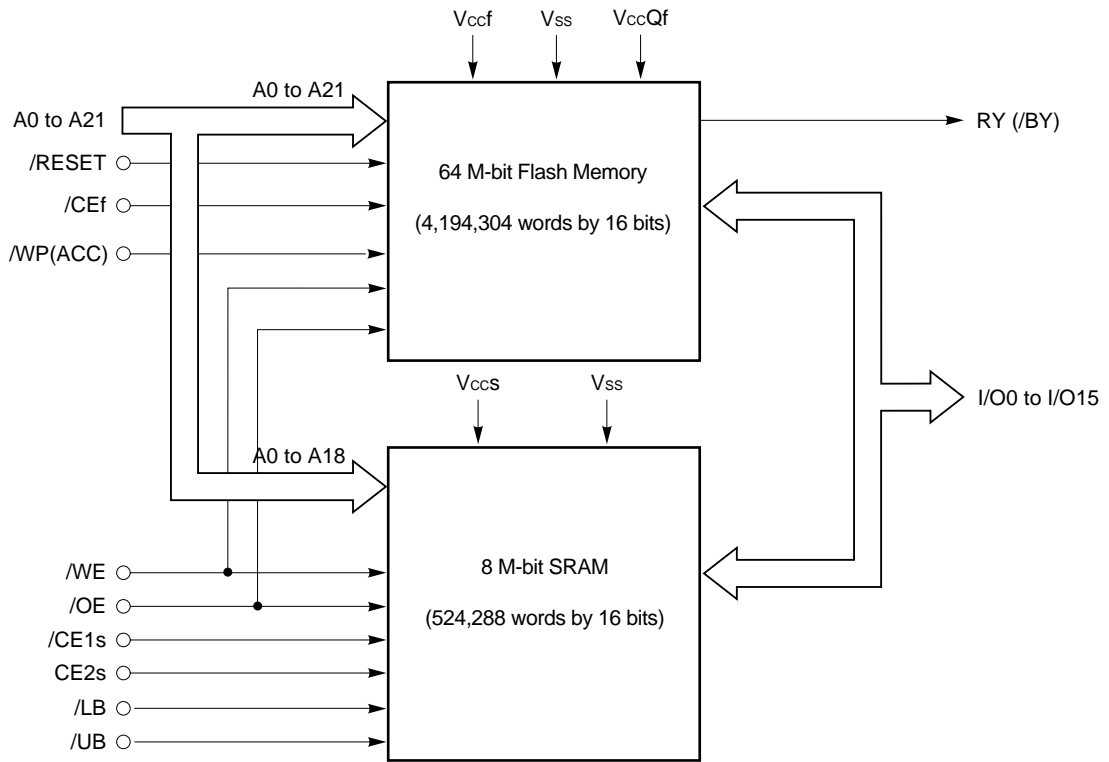 VCCf
VSS
VCCQf
A0 to A21
A0 to A21
RY (/BY)
/RESET
64 M-bit Flash Memory
/CEf
(4,194,304 words by 16 bits)
/WP(ACC)
VCCs
VSS
I/O0 to I/O15
A0 to A18
/WE
8 M-bit SRAM
/OE
(524,288 words by 16 bits)
/CE1s
CE2s
/LB
/UB